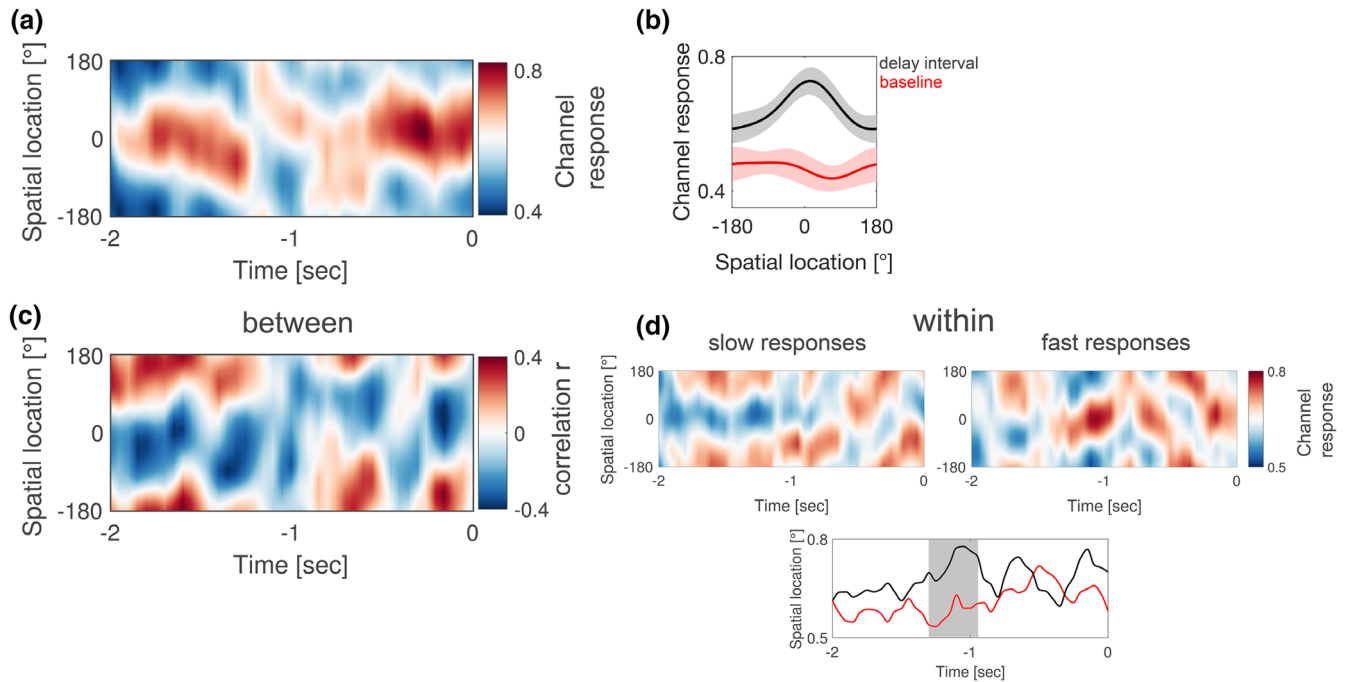 (a)
Spatial location [°]
180
0
-180
-2
-1
0
Time [sec]
0.8
0.4
Channel
response
(b)
Channel response
0.8
0.4
-180
0
180
Spatial location [°]
delay interval
baseline
(c)
between
Spatial location [°]
180
0
-180
-2
-1
0
Time [sec]
0.4
0
-0.4
correlation r
(d)
within
slow responses
fast responses
Spatial location [°]
180
0
-180
-2
-1
0
Time [sec]
180
0
-180
-2
-1
0
Time [sec]
0.8
0.5
Channel
response
Spatial location [°]
0.8
0.5
-2
-1
0
Time [sec]